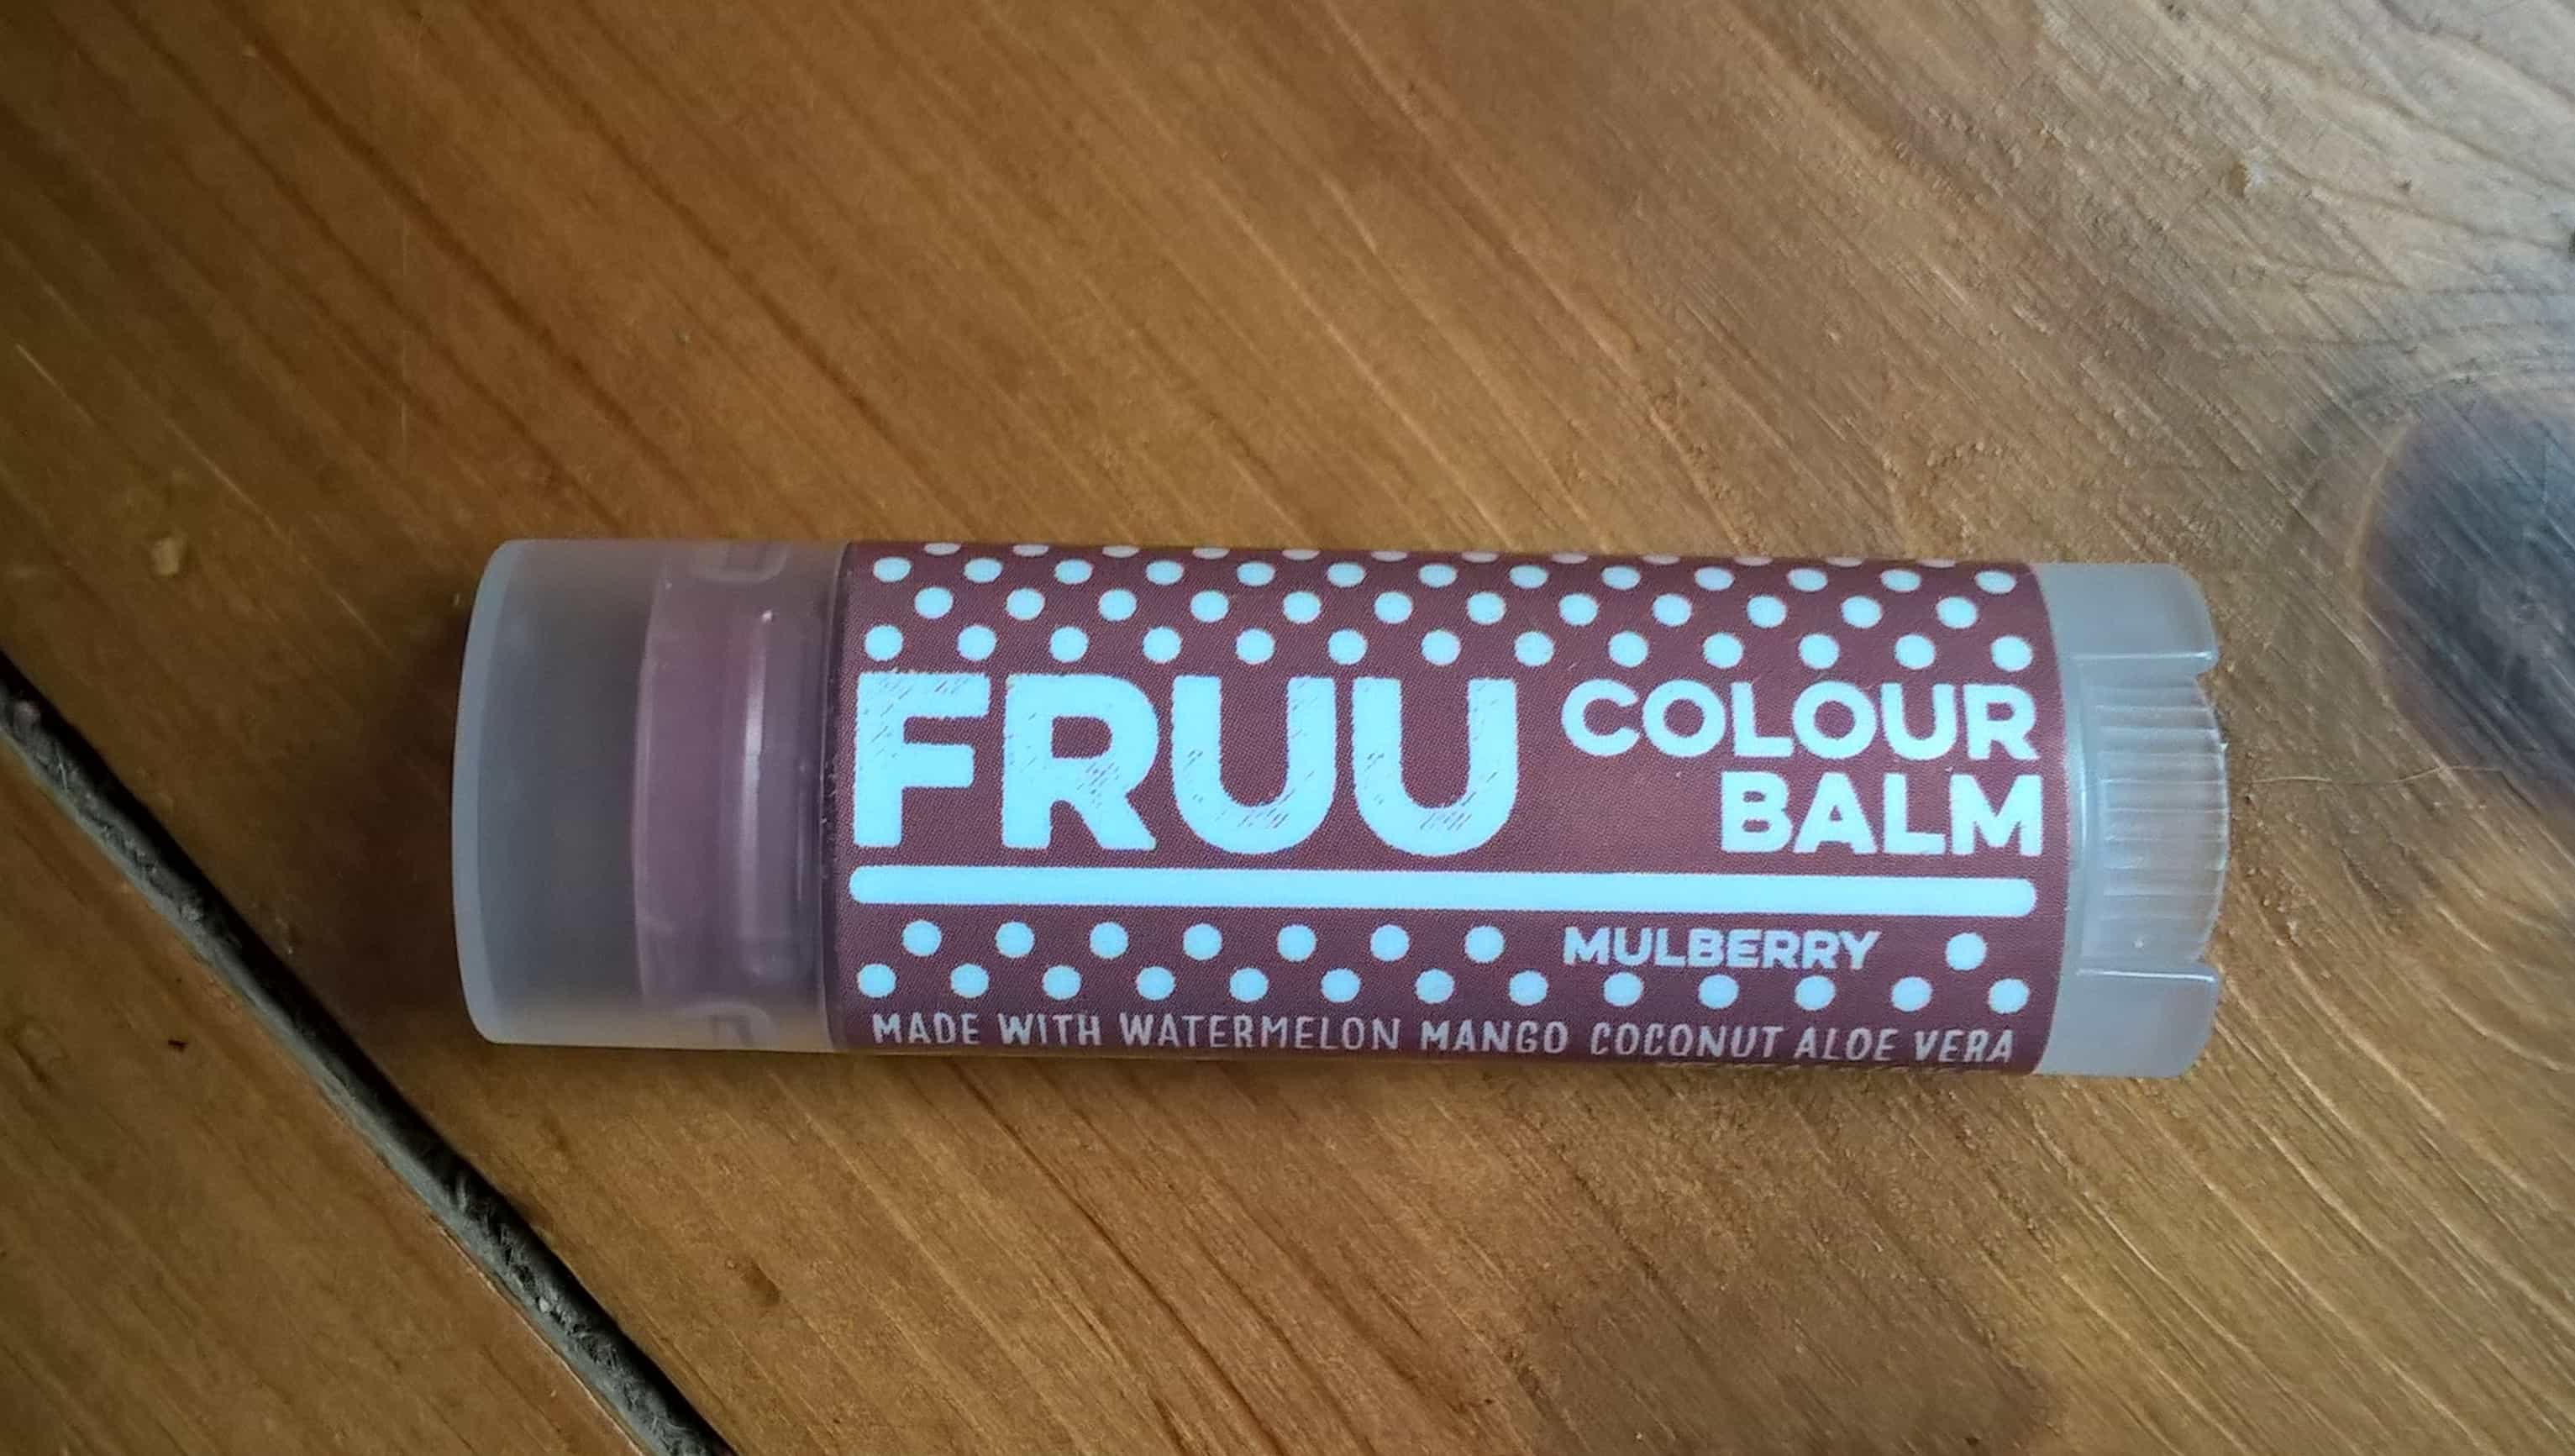 FRUU
COLOUR
BALM
MULBERRY
MADE WITH WATERMELON MANGO COCONUT ALOE VERA